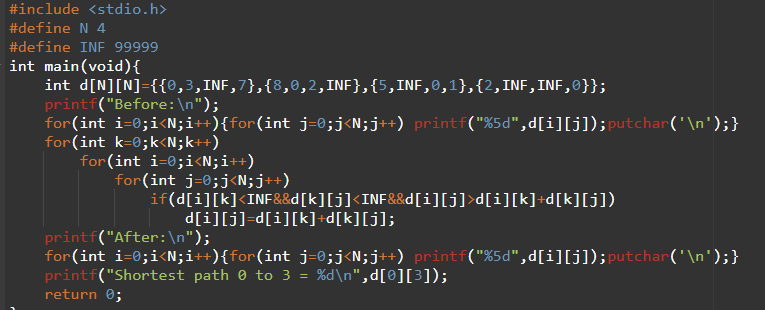 #include <stdio.h>
#define N 4
#define INF 99999
int main(void){
    int d[N][N]={{0,3,INF,7},{8,0,2,INF},{5,INF,0,1},{2,INF,INF,0}};
    printf("Before:\n");
    for(int i=0;i<N;i++){for(int j=0;j<N;j++) printf("%5d",d[i][j]);putchar('\n');}
    for(int k=0;k<N;k++)
        for(int i=0;i<N;i++)
            for(int j=0;j<N;j++)
                if(d[i][k]<INF&&d[k][j]<INF&&d[i][j]>d[i][k]+d[k][j])
                    d[i][j]=d[i][k]+d[k][j];
    printf("After:\n");
    for(int i=0;i<N;i++){for(int j=0;j<N;j++) printf("%5d",d[i][j]);putchar('\n');}
    printf("Shortest path 0 to 3 = %d\n",d[0][3]);
    return 0;
}